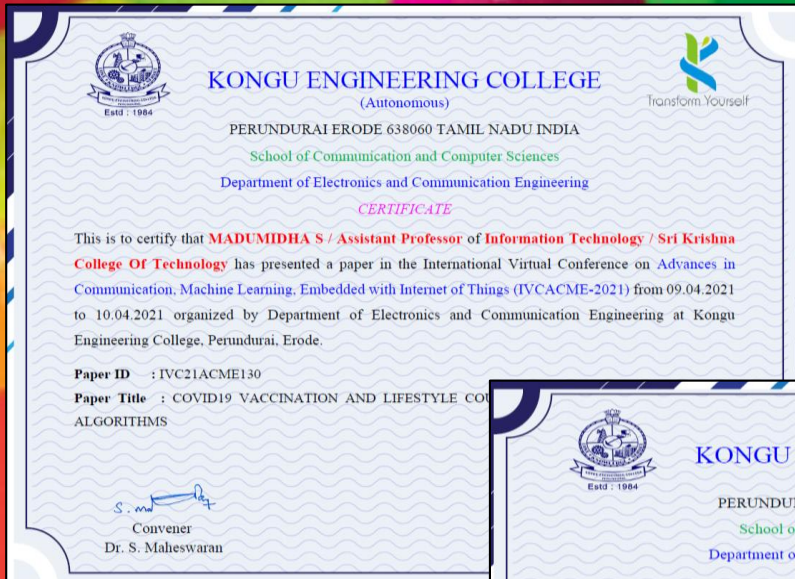 Estd : 1984
KONGU ENGINEERING COLLEGE
(Autonomous)
Transform Yourself
PERUNDURAI ERODE 638060 TAMIL NADU INDIA
School of Communication and Computer Sciences
Department of Electronics and Communication Engineering
CERTIFICATE
This is to certify that MADUMIDHA S / Assistant Professor of Information Technology / Sri Krishna
College Of Technology has presented a paper in the International Virtual Conference on Advances in
Communication, Machine Learning, Embedded with Internet of Things (IVCACME-2021) from 09.04.2021
to 10.04.2021 organized by Department of Electronics and Communication Engineering at Kongu
Engineering College, Perundurai, Erode.
Paper ID : IVC21ACME130
Paper Title : COVID19 VACCINATION AND LIFESTYLE COU
ALGORITHMS
Convener
Dr. S. Maheswaran
Estd : 1984
KONGU
PERUNDU
School o
Department o